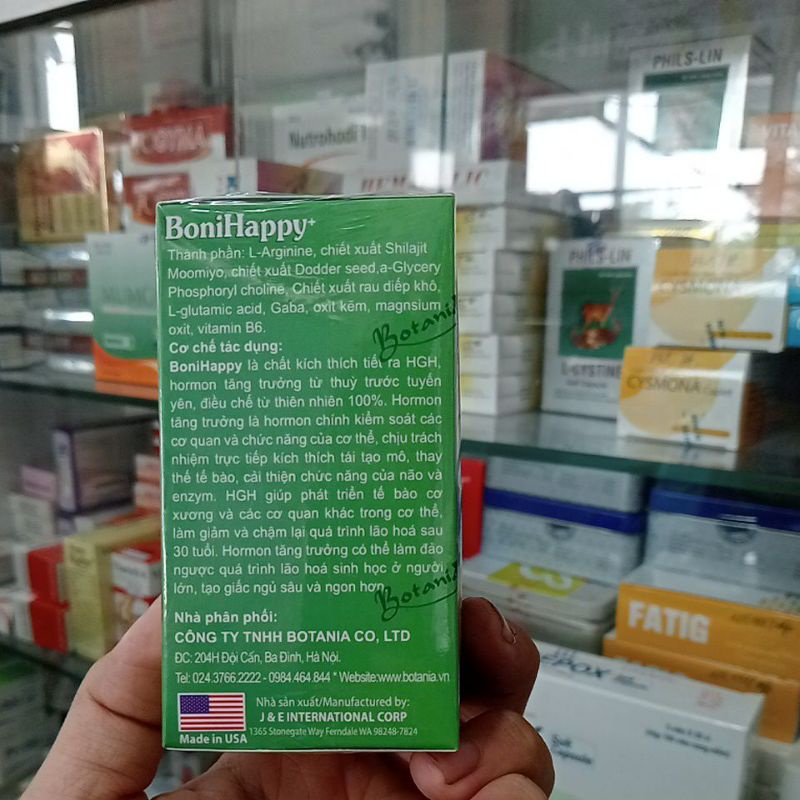 BoniHappy+
Thành phần: L-Arginine, chiết xuất Shilajit
Moomiyo, chiết xuất Dodder seed,a-Glycery
Phosphoryl choline, Chiết xuất rau diếp khô,
L-glutamic acid, Gaba, oxit kẽm, magnsium
oxit, vitamin B6.
Cơ chế tác dụng:
BoniHappy là chất kích thích tiết ra HGH,
hormon tăng trưởng từ thuỳ trước tuyến
yên, điều chế từ thiên nhiên 100%. Hormon
tăng trưởng là hormon chính kiểm soát các
cơ quan và chức năng của cơ thể, chịu trách
nhiệm trực tiếp kích thích tái tạo mô, thay
thế tế bào, cải thiện chức năng của não và
enzym. HGH giúp phát triển tế bào cơ
xương và các cơ quan khác trong cơ thể,
làm giảm và chậm lại quá trình lão hoá sau
30 tuổi. Hormon tăng trưởng có thể làm đảo
ngược quá trình lão hoá sinh học ở người
lớn, tạo giấc ngủ sâu và ngon hơn.
Botania
Botania
Nhà phân phối:
CÔNG TY TNHH BOTANIA CO, LTD
ĐC: 204H Đội Cấn, Ba Đình, Hà Nội.
Tel: 024.3766.2222 - 0984.464.844 * Website:www.botania.vn
Nhà sản xuất/Manufactured by:
J & E INTERNATIONAL CORP
1365 Stonegate Way Ferndale WA 98248-7824
Made in USA
PHILS-LIN
PHILS-LIN
L-CYSTINE
CYSMONA
CYSMONA
FATIG